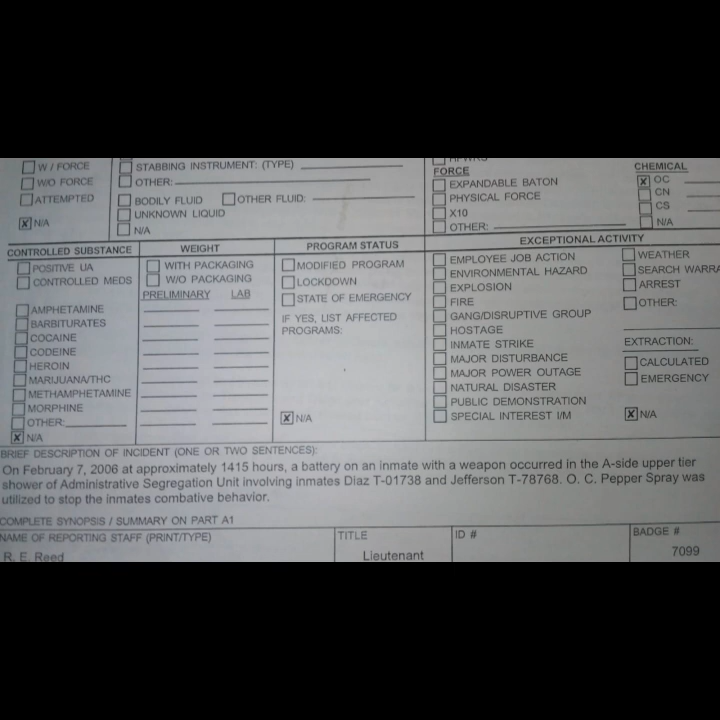 W / FORCE
W/O FORCE
ATTEMPTED
N/A
STABBING INSTRUMENT: (TYPE)
OTHER:
BODILY FLUID OTHER FLUID:
UNKNOWN LIQUID
N/A
FORCE
EXPANDABLE BATON
PHYSICAL FORCE
X10
OTHER:
CHEMICAL
OC
CN
CS
N/A
CONTROLLED SUBSTANCE
POSITIVE UA
CONTROLLED MEDS
AMPHETAMINE
BARBITURATES
COCAINE
CODEINE
HEROIN
MARIJUANA/THC
METHAMPHETAMINE
MORPHINE
OTHER:
N/A
WEIGHT
WITH PACKAGING
W/O PACKAGING
PRELIMINARY LAB
PROGRAM STATUS
MODIFIED PROGRAM
LOCKDOWN
STATE OF EMERGENCY
IF YES, LIST AFFECTED
PROGRAMS:
N/A
EXCEPTIONAL ACTIVITY
EMPLOYEE JOB ACTION
ENVIRONMENTAL HAZARD
EXPLOSION
FIRE
GANG/DISRUPTIVE GROUP
HOSTAGE
INMATE STRIKE
MAJOR DISTURBANCE
MAJOR POWER OUTAGE
NATURAL DISASTER
PUBLIC DEMONSTRATION
SPECIAL INTEREST I/M
WEATHER
SEARCH WARRA
ARREST
OTHER:
EXTRACTION:
CALCULATED
EMERGENCY
N/A
BRIEF DESCRIPTION OF INCIDENT (ONE OR TWO SENTENCES):
On February 7, 2006 at approximately 1415 hours, a battery on an inmate with a weapon occurred in the A-side upper tier
shower of Administrative Segregation Unit involving inmates Diaz T-01738 and Jefferson T-78768. O. C. Pepper Spray was
utilized to stop the inmates combative behavior.
COMPLETE SYNOPSIS / SUMMARY ON PART A1
NAME OF REPORTING STAFF (PRINT/TYPE) TITLE ID # BADGE #
R. E. Reed Lieutenant 7099